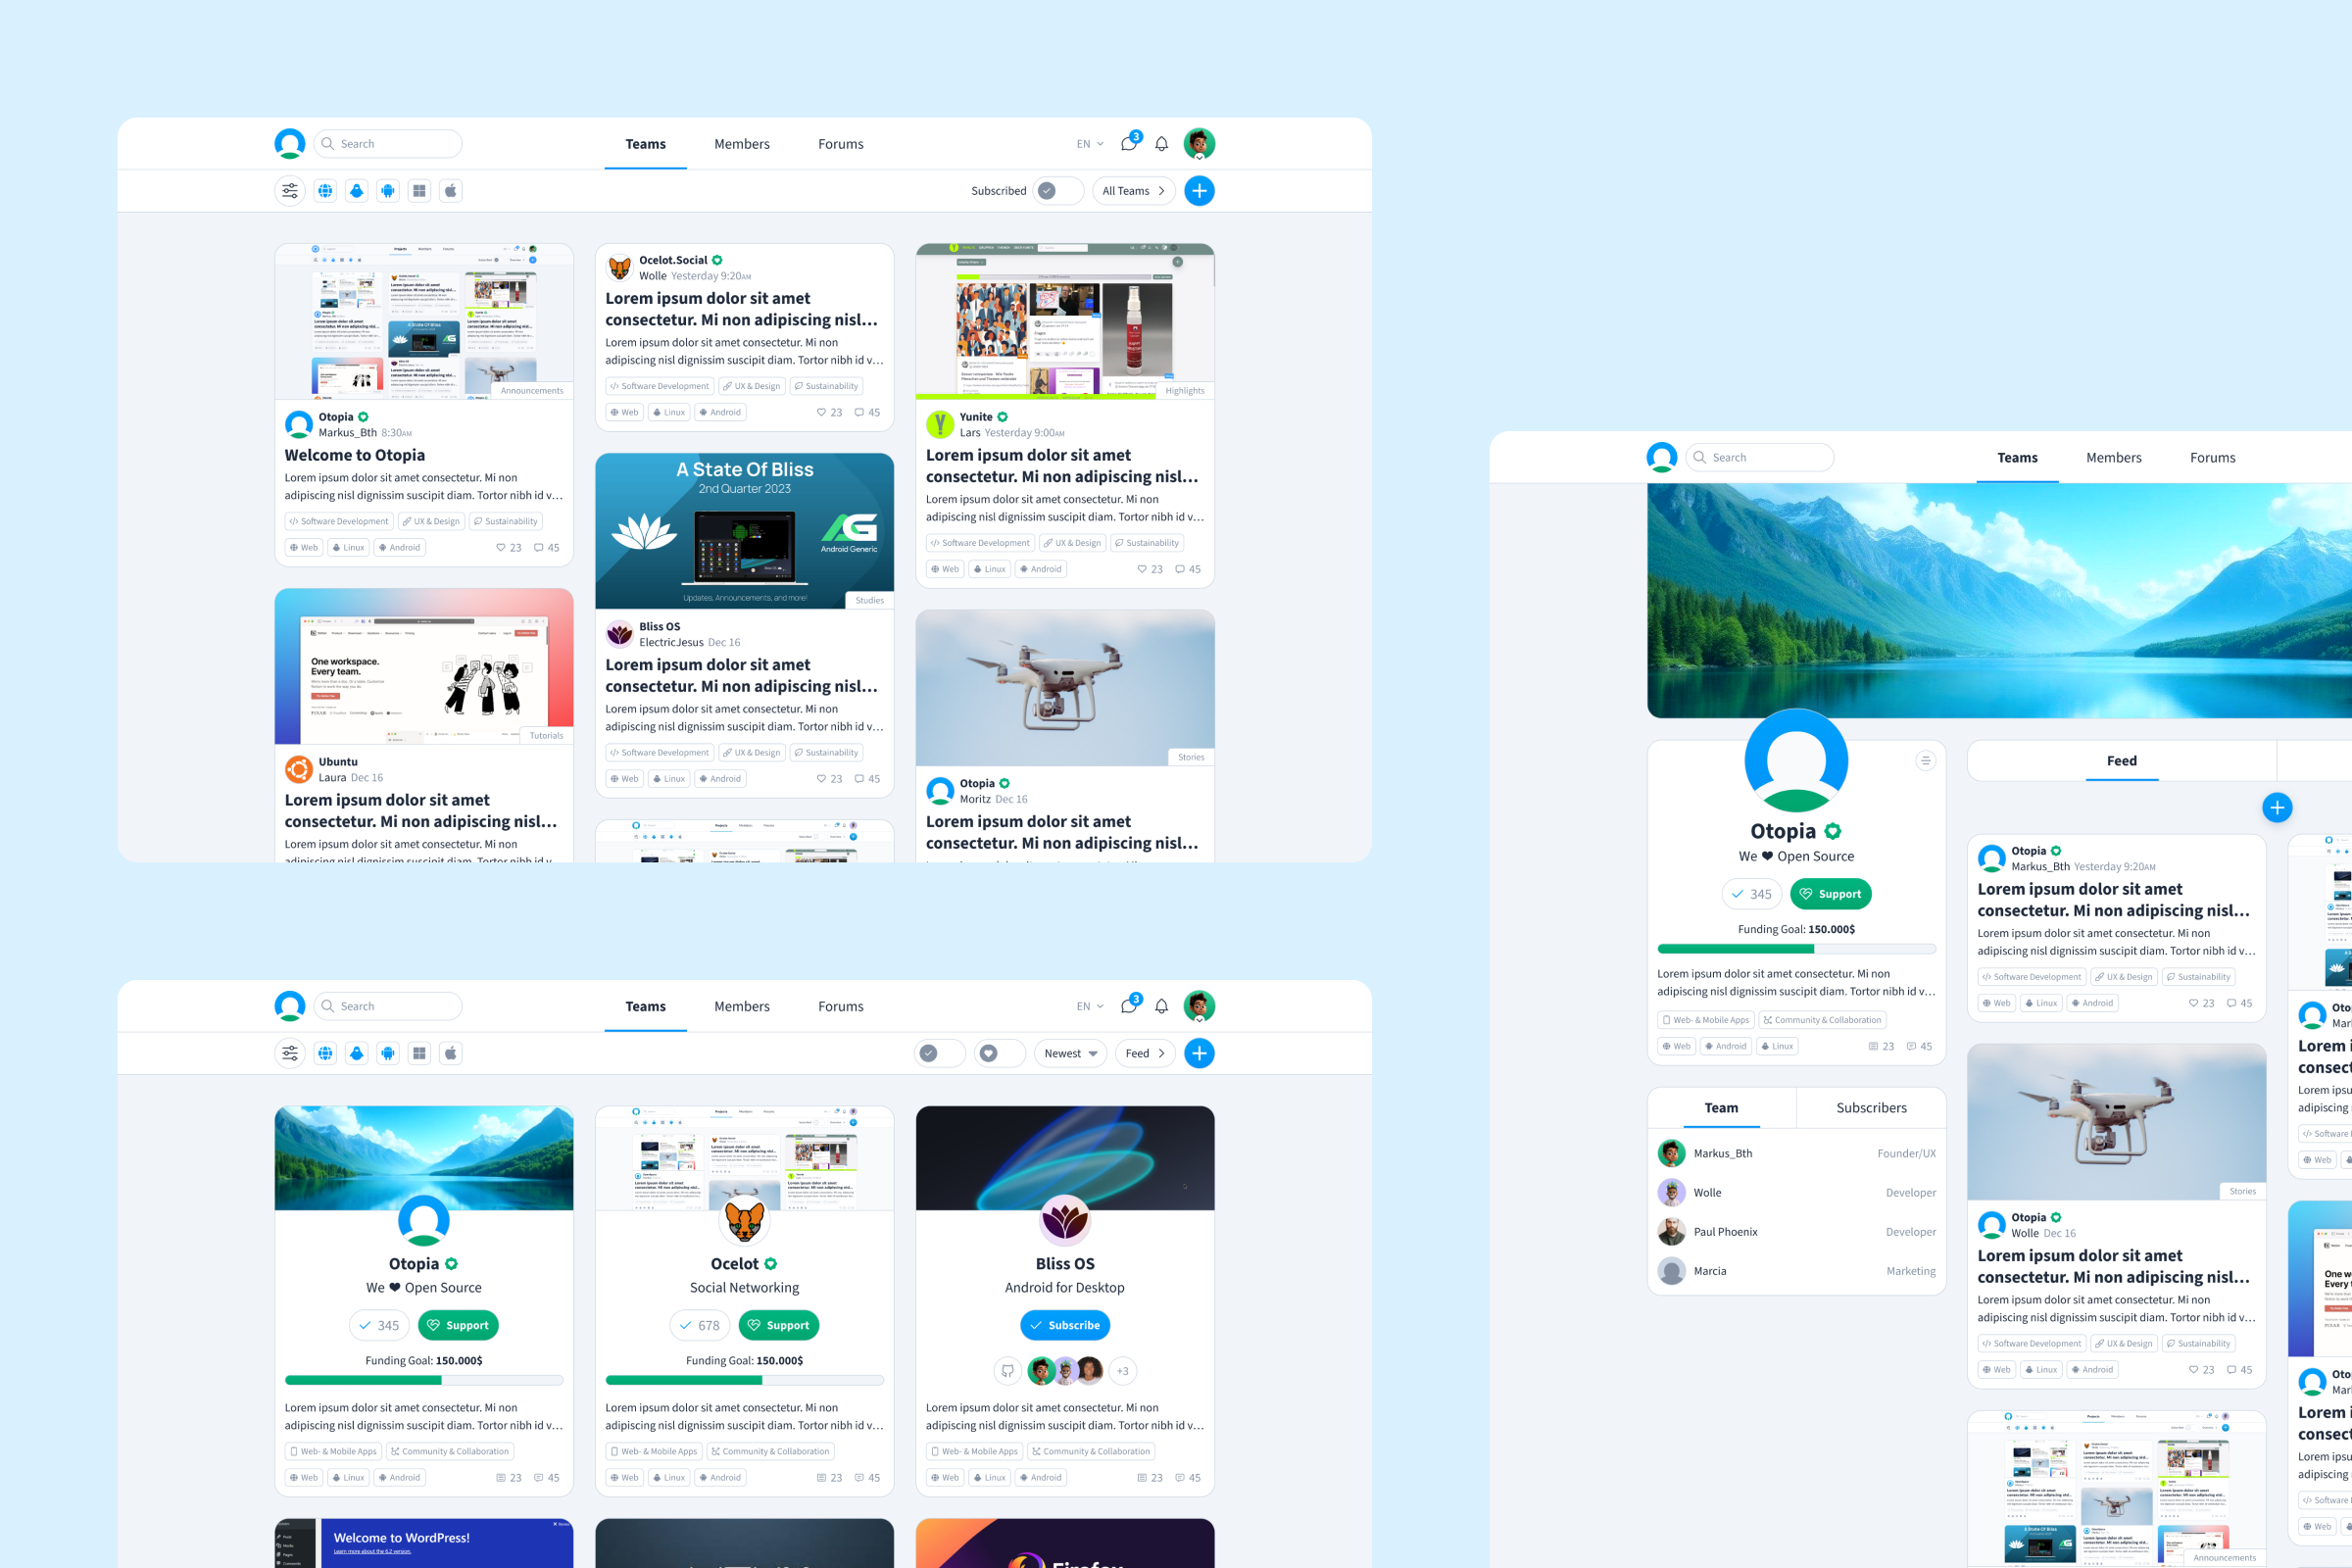 Search
Teams
Members
Forums
EN
3
Subscribed
All Teams
Announcements
Otopia
Markus_Bth 8:30AM
Welcome to Otopia
Lorem ipsum dolor sit amet consectetur. Mi non
adipiscing nisl dignissim suscipit diam. Tortor nibh id v...
Software Development
UX & Design
Sustainability
Web
Linux
Android
23
45
One workspace.
Every team.
Tutorials
Ubuntu
Laura Dec 16
Lorem ipsum dolor sit amet
consectetur. Mi non adipiscing nisl...
Lorem ipsum dolor sit amet consectetur. Mi non
adipiscing nisl dignissim suscipit diam. Tortor nibh id v...
Ocelot.Social
Wolle Yesterday 9:20AM
Lorem ipsum dolor sit amet
consectetur. Mi non adipiscing nisl...
Lorem ipsum dolor sit amet consectetur. Mi non
adipiscing nisl dignissim suscipit diam. Tortor nibh id v...
Software Development
UX & Design
Sustainability
Web
Linux
Android
23
45
A State Of Bliss
2nd Quarter 2023
AG
Android Generic
Updates, Announcements, and more!
Studies
Bliss OS
ElectricJesus Dec 16
Lorem ipsum dolor sit amet
consectetur. Mi non adipiscing nisl...
Lorem ipsum dolor sit amet consectetur. Mi non
adipiscing nisl dignissim suscipit diam. Tortor nibh id v...
Software Development
UX & Design
Sustainability
Web
Linux
Android
23
45
Highlights
Yunite
Lars Yesterday 9:00AM
Lorem ipsum dolor sit amet
consectetur. Mi non adipiscing nisl...
Lorem ipsum dolor sit amet consectetur. Mi non
adipiscing nisl dignissim suscipit diam. Tortor nibh id v...
Software Development
UX & Design
Sustainability
Web
Linux
Android
23
45
Stories
Otopia
Moritz Dec 16
Lorem ipsum dolor sit amet
consectetur. Mi non adipiscing nisl...
Search
Teams
Members
Forums
EN
3
Newest
Feed
Otopia
We ❤ Open Source
345
Support
Funding Goal: 150.000$
Lorem ipsum dolor sit amet consectetur. Mi non
adipiscing nisl dignissim suscipit diam. Tortor nibh id v...
Web- & Mobile Apps
Community & Collaboration
Web
Linux
Android
23
45
Ocelot
Social Networking
678
Support
Funding Goal: 150.000$
Lorem ipsum dolor sit amet consectetur. Mi non
adipiscing nisl dignissim suscipit diam. Tortor nibh id v...
Web- & Mobile Apps
Community & Collaboration
Web
Linux
Android
23
45
Bliss OS
Android for Desktop
Subscribe
+3
Lorem ipsum dolor sit amet consectetur. Mi non
adipiscing nisl dignissim suscipit diam. Tortor nibh id v...
Web- & Mobile Apps
Community & Collaboration
Web
Linux
Android
23
45
Welcome to WordPress!
Learn more about the 6.2 version.
Firefox
Search
Teams
Members
Forums
Otopia
We ❤ Open Source
345
Support
Funding Goal: 150.000$
Lorem ipsum dolor sit amet consectetur. Mi non
adipiscing nisl dignissim suscipit diam. Tortor nibh id v...
Web- & Mobile Apps
Community & Collaboration
Web
Android
Linux
23
45
Team
Subscribers
Markus_Bth Founder/UX
Wolle Developer
Paul Phoenix Developer
Marcia Marketing
Feed
Otopia
Markus_Bth Yesterday 9:20AM
Lorem ipsum dolor sit amet
consectetur. Mi non adipiscing nisl...
Lorem ipsum dolor sit amet consectetur. Mi non
adipiscing nisl dignissim suscipit diam. Tortor nibh id v...
Software Development
UX & Design
Sustainability
Web
Linux
Android
23
45
Stories
Otopia
Wolle Dec 16
Lorem ipsum dolor sit amet
consectetur. Mi non adipiscing nisl...
Lorem ipsum dolor sit amet consectetur. Mi non
adipiscing nisl dignissim suscipit diam. Tortor nibh id v...
Software Development
UX & Design
Sustainability
Web
Linux
Android
23
45
Announcements
Oto
Mar
Lorem i
consect
Lorem ipsu
adipiscing
Software
Web
One w
Every
Oto
Mar
Lorem i
consect
Lorem ipsu
adipiscing
Software
Web